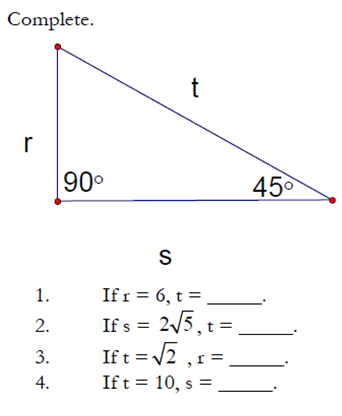 Complete.
t
r
90° 45°
s
1. If r = 6, t = ______.
2. If s = 2√5, t = ______.
3. If t = √2 , r = ______.
4. If t = 10, s = ______.